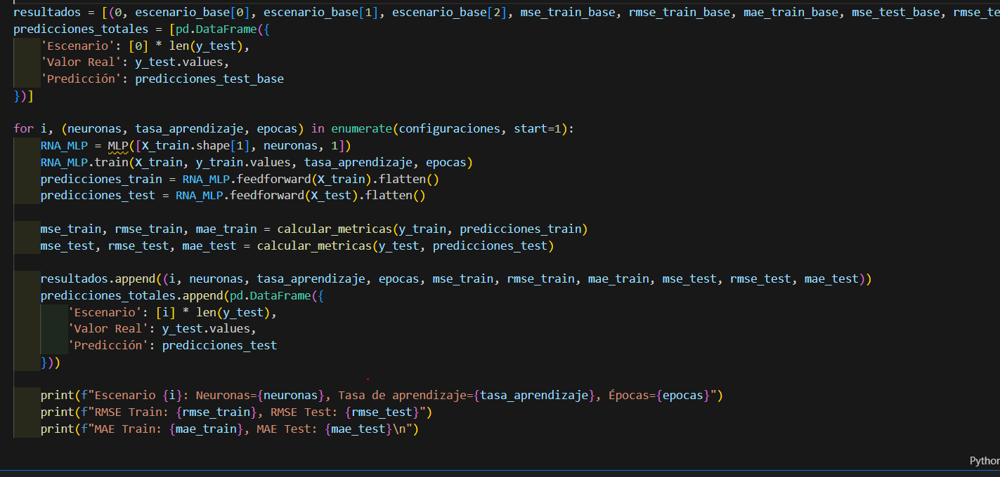 resultados = [(0, escenario_base[0], escenario_base[1], escenario_base[2], mse_train_base, rmse_train_base, mae_train_base, mse_test_base, rmse_te
predicciones_totales = [pd.DataFrame({
    'Escenario': [0] * len(y_test),
    'Valor Real': y_test.values,
    'Predicción': predicciones_test_base
})]
for i, (neuronas, tasa_aprendizaje, epocas) in enumerate(configuraciones, start=1):
    RNA_MLP = MLP([X_train.shape[1], neuronas, 1])
    RNA_MLP.train(X_train, y_train.values, tasa_aprendizaje, epocas)
    predicciones_train = RNA_MLP.feedforward(X_train).flatten()
    predicciones_test = RNA_MLP.feedforward(X_test).flatten()
    mse_train, rmse_train, mae_train = calcular_metricas(y_train, predicciones_train)
    mse_test, rmse_test, mae_test = calcular_metricas(y_test, predicciones_test)
    resultados.append((i, neuronas, tasa_aprendizaje, epocas, mse_train, rmse_train, mae_train, mse_test, rmse_test, mae_test))
    predicciones_totales.append(pd.DataFrame({
        'Escenario': [i] * len(y_test),
        'Valor Real': y_test.values,
        'Predicción': predicciones_test
    }))
    print(f"Escenario {i}: Neuronas={neuronas}, Tasa de aprendizaje={tasa_aprendizaje}, Épocas={epocas}")
    print(f"RMSE Train: {rmse_train}, RMSE Test: {rmse_test}")
    print(f"MAE Train: {mae_train}, MAE Test: {mae_test}\n")
Python